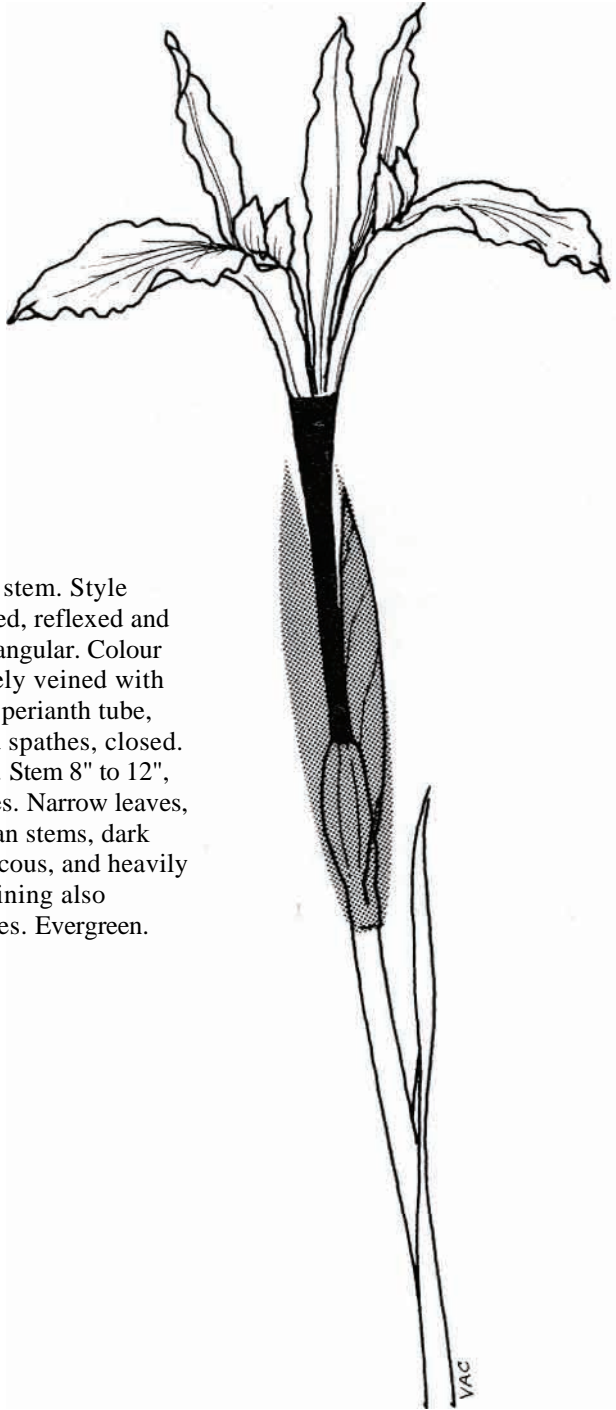 stem. Style
ed, reflexed and
angular. Colour
ely veined with
perianth tube,
spathes, closed.
. Stem 8" to 12",
es. Narrow leaves,
an stems, dark
cous, and heavily
ining also
es. Evergreen.
VAC